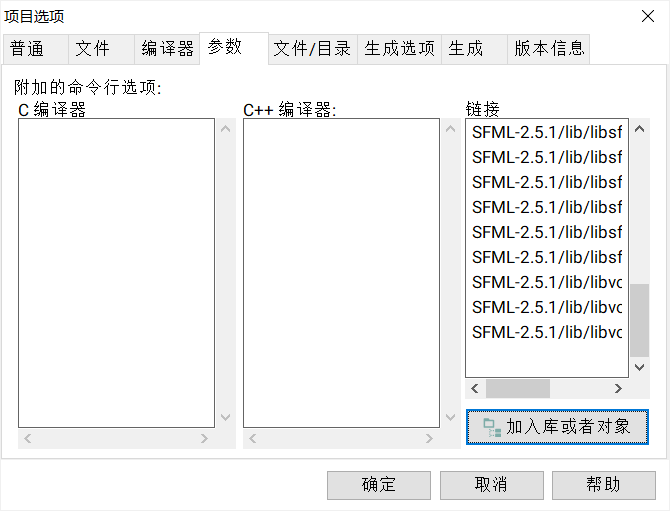 项目选项
普通 文件 编译器 参数 文件/目录 生成选项 生成 版本信息
附加的命令行选项:
C 编译器 C++ 编译器: 链接
SFML-2.5.1/lib/libsf
SFML-2.5.1/lib/libsf
SFML-2.5.1/lib/libsf
SFML-2.5.1/lib/libsf
SFML-2.5.1/lib/libsf
SFML-2.5.1/lib/libsf
SFML-2.5.1/lib/libvo
SFML-2.5.1/lib/libvo
SFML-2.5.1/lib/libvo
加入库或者对象
确定 取消 帮助